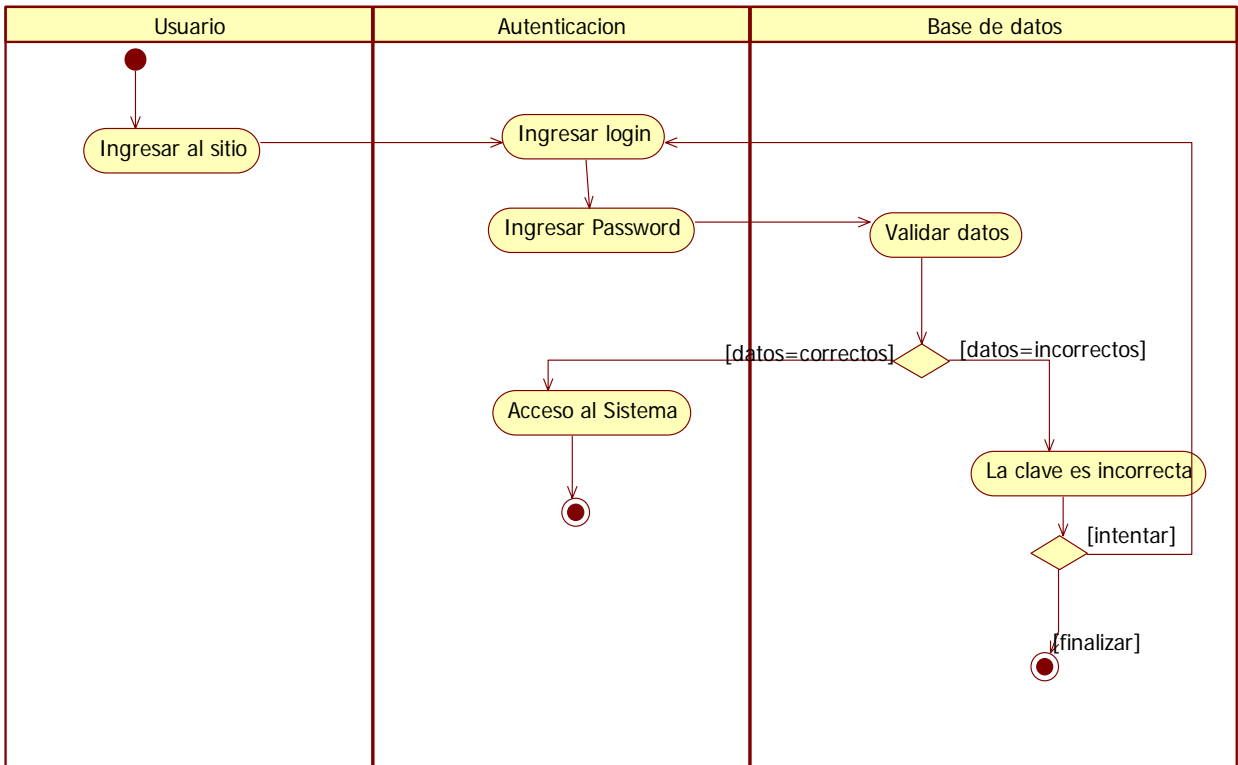 Usuario
Autenticacion
Base de datos
Ingresar al sitio
Ingresar login
Ingresar Password
Validar datos
[datos=correctos]
[datos=incorrectos]
Acceso al Sistema
La clave es incorrecta
[intentar]
[finalizar]